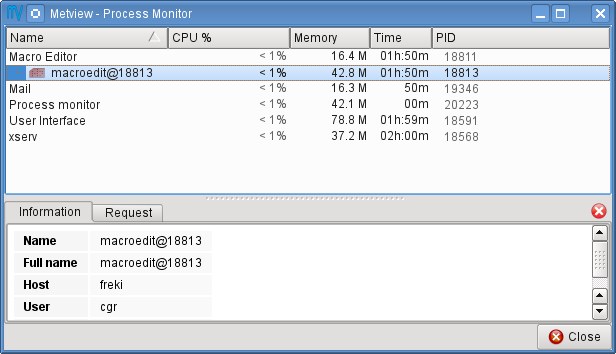 Metview - Process Monitor
Name CPU % Memory Time PID
Macro Editor < 1% 16.4 M 01h:50m 18811
macroedit@18813 < 1% 42.8 M 01h:50m 18813
Mail < 1% 16.3 M 50m 19346
Process monitor < 1% 42.1 M 00m 20223
User Interface < 1% 78.8 M 01h:59m 18591
xserv < 1% 37.2 M 02h:00m 18568
Information Request
Name macroedit@18813
Full name macroedit@18813
Host freki
User cgr
Close